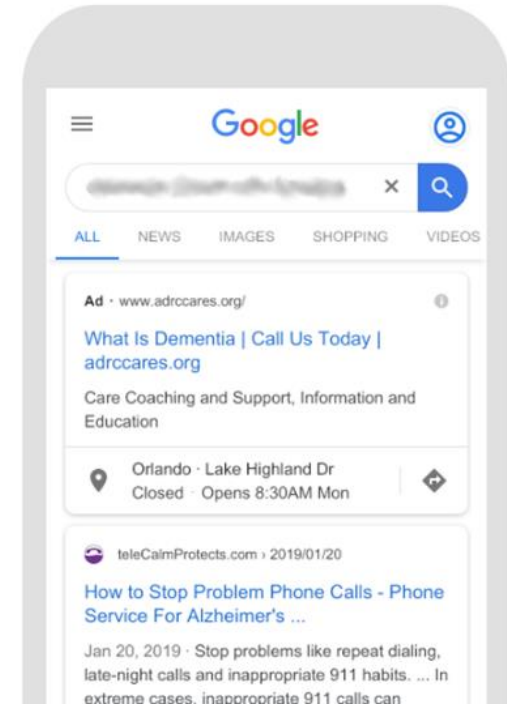 Google
ALL NEWS IMAGES SHOPPING VIDEOS
Ad · www.adrccares.org/
What Is Dementia | Call Us Today |
adrccares.org
Care Coaching and Support, Information and
Education
Orlando · Lake Highland Dr
Closed · Opens 8:30AM Mon
teleCalmProtects.com › 2019/01/20
How to Stop Problem Phone Calls - Phone
Service For Alzheimer's ...
Jan 20, 2019 · Stop problems like repeat dialing,
late-night calls and inappropriate 911 habits. ... In
extreme cases, inappropriate 911 calls can